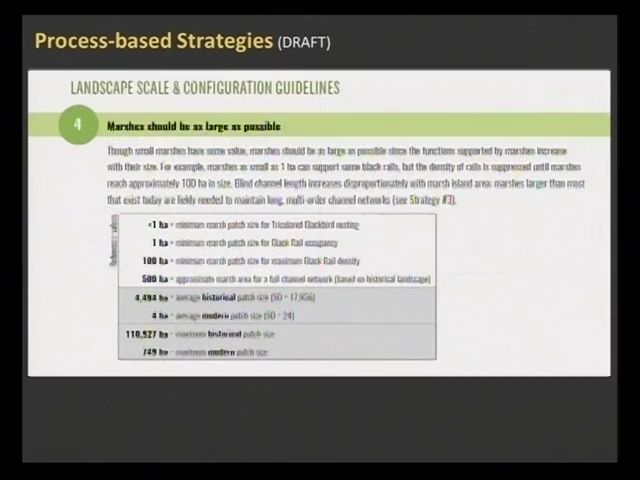 Process-based Strategies (DRAFT)
LANDSCAPE SCALE & CONFIGURATION GUIDELINES
4 Marshes should be as large as possible
Though small marshes have some value, marshes should be as large as possible since the functions supported by marshes increase
with their size. For example, marshes as small as 1 ha can support some black rails, but the density of rails is suppressed until marshes
reach approximately 100 ha in size. Blind channel length increases disproportionately with marsh island area: marshes larger than most
that exist today are likely needed to maintain long, multi-order channel networks (see Strategy #3).
<1 ha - minimum marsh patch size for Tricolored Blackbird nesting
1 ha - minimum marsh patch size for Black Rail occupancy
100 ha - minimum marsh patch size for maximum Black Rail density
500 ha - approximate marsh area for a full channel network (based on historical landscape)
4,494 ha - average historical patch size (SD - 17,956)
4 ha - average modern patch size (SD - 24)
110,527 ha - maximum historical patch size
749 ha - maximum modern patch size